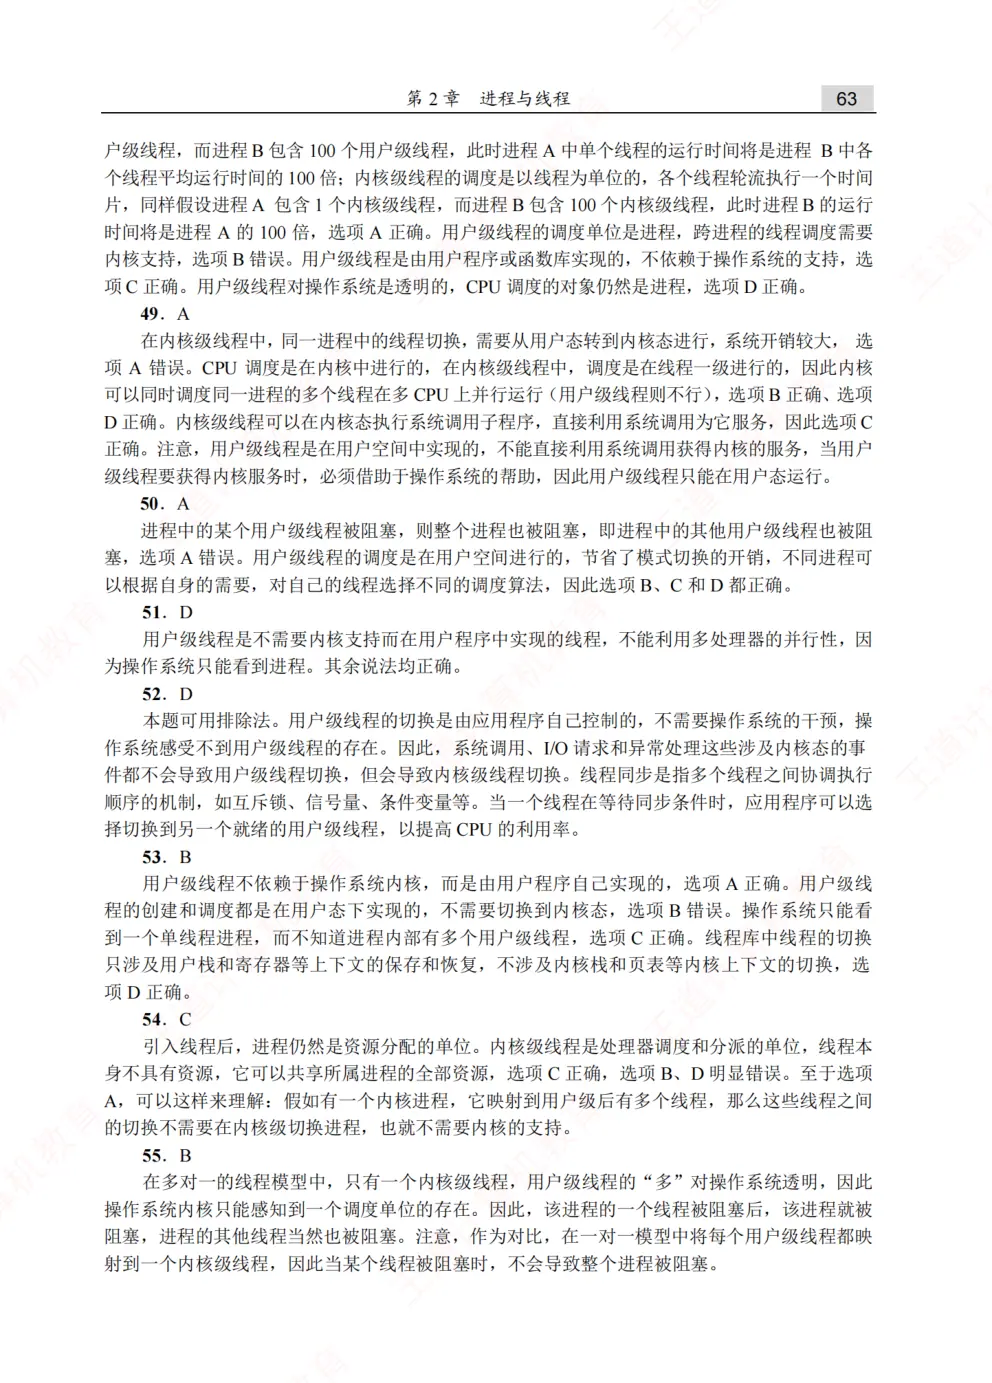 第 2 章 进程与线程 63
户级线程，而进程 B 包含 100 个用户级线程，此时进程 A 中单个线程的运行时间将是进程 B 中各
个线程平均运行时间的 100 倍；内核级线程的调度是以线程为单位的，各个线程轮流执行一个时间
片，同样假设进程 A 包含 1 个内核级线程，而进程 B 包含 100 个内核级线程，此时进程 B 的运行
时间将是进程 A 的 100 倍，选项 A 正确。用户级线程的调度单位是进程，跨进程的线程调度需要
内核支持，选项 B 错误。用户级线程是由用户程序或函数库实现的，不依赖于操作系统的支持，选
项 C 正确。用户级线程对操作系统是透明的，CPU 调度的对象仍然是进程，选项 D 正确。
49．A
在内核级线程中，同一进程中的线程切换，需要从用户态转到内核态进行，系统开销较大， 选
项 A 错误。CPU 调度是在内核中进行的，在内核级线程中，调度是在线程一级进行的，因此内核
可以同时调度同一进程的多个线程在多 CPU 上并行运行（用户级线程则不行），选项 B 正确、选项
D 正确。内核级线程可以在内核态执行系统调用子程序，直接利用系统调用为它服务，因此选项 C
正确。注意，用户级线程是在用户空间中实现的，不能直接利用系统调用获得内核的服务，当用户
级线程要获得内核服务时，必须借助于操作系统的帮助，因此用户级线程只能在用户态运行。
50．A
进程中的某个用户级线程被阻塞，则整个进程也被阻塞，即进程中的其他用户级线程也被阻
塞，选项 A 错误。用户级线程的调度是在用户空间进行的，节省了模式切换的开销，不同进程可
以根据自身的需要，对自己的线程选择不同的调度算法，因此选项 B、C 和 D 都正确。
51．D
用户级线程是不需要内核支持而在用户程序中实现的线程，不能利用多处理器的并行性，因
为操作系统只能看到进程。其余说法均正确。
52．D
本题可用排除法。用户级线程的切换是由应用程序自己控制的，不需要操作系统的干预，操
作系统感受不到用户级线程的存在。因此，系统调用、I/O 请求和异常处理这些涉及内核态的事
件都不会导致用户级线程切换，但会导致内核级线程切换。线程同步是指多个线程之间协调执行
顺序的机制，如互斥锁、信号量、条件变量等。当一个线程在等待同步条件时，应用程序可以选
择切换到另一个就绪的用户级线程，以提高 CPU 的利用率。
53．B
用户级线程不依赖于操作系统内核，而是由用户程序自己实现的，选项 A 正确。用户级线
程的创建和调度都是在用户态下实现的，不需要切换到内核态，选项 B 错误。操作系统只能看
到一个单线程进程，而不知道进程内部有多个用户级线程，选项 C 正确。线程库中线程的切换
只涉及用户栈和寄存器等上下文的保存和恢复，不涉及内核栈和页表等内核上下文的切换，选
项 D 正确。
54．C
引入线程后，进程仍然是资源分配的单位。内核级线程是处理器调度和分派的单位，线程本
身不具有资源，它可以共享所属进程的全部资源，选项 C 正确，选项 B、D 明显错误。至于选项
A，可以这样来理解：假如有一个内核进程，它映射到用户级后有多个线程，那么这些线程之间
的切换不需要在内核级切换进程，也就不需要内核的支持。
55．B
在多对一的线程模型中，只有一个内核级线程，用户级线程的“多”对操作系统透明，因此
操作系统内核只能感知到一个调度单位的存在。因此，该进程的一个线程被阻塞后，该进程就被
阻塞，进程的其他线程当然也被阻塞。注意，作为对比，在一对一模型中将每个用户级线程都映
射到一个内核级线程，因此当某个线程被阻塞时，不会导致整个进程被阻塞。